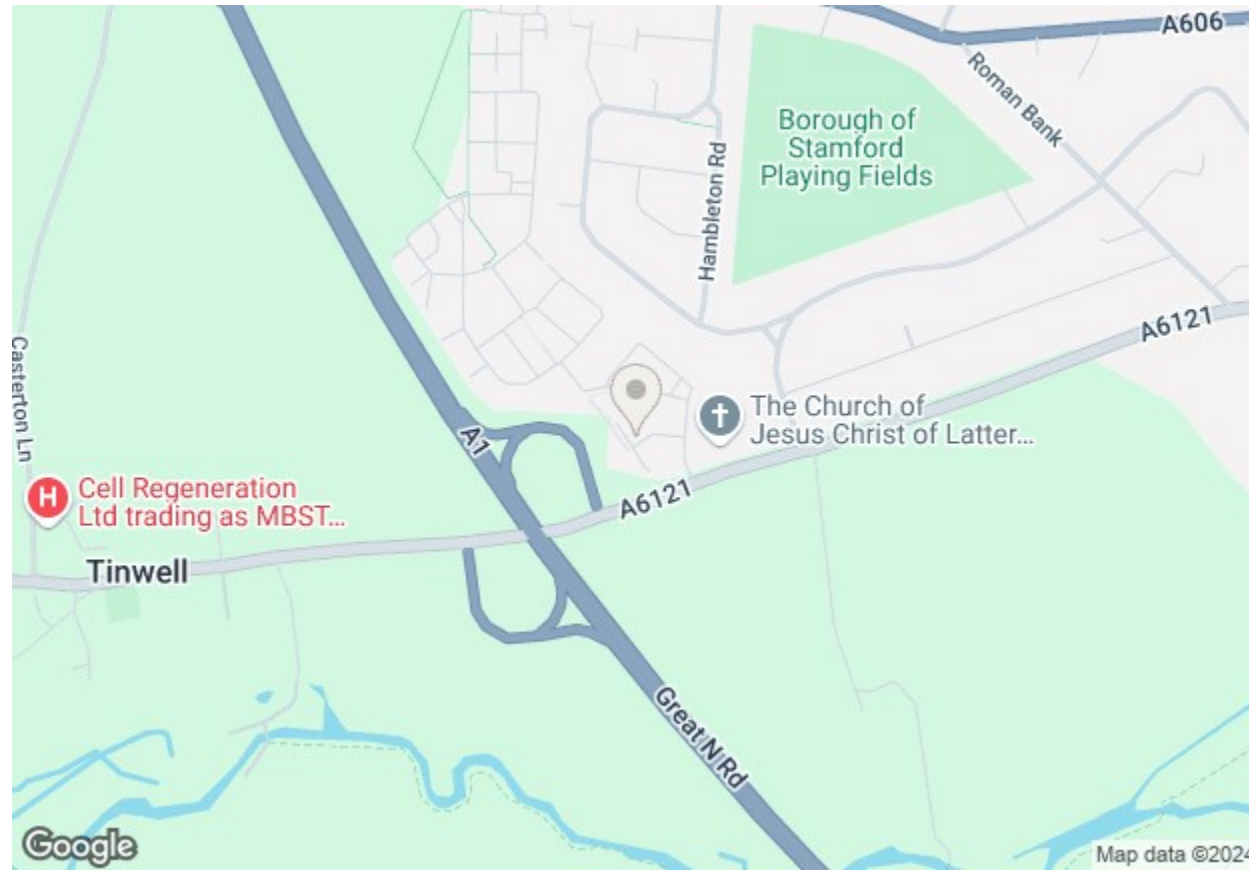 A606
Roman Bank
Borough of
Stamford
Playing Fields
Hambleton Rd
A6121
Casterton Ln
The Church of
Jesus Christ of Latter...
A1
A6121
H
Cell Regeneration
Ltd trading as MBST...
Tinwell
Great N Rd
Google
Map data ©2024